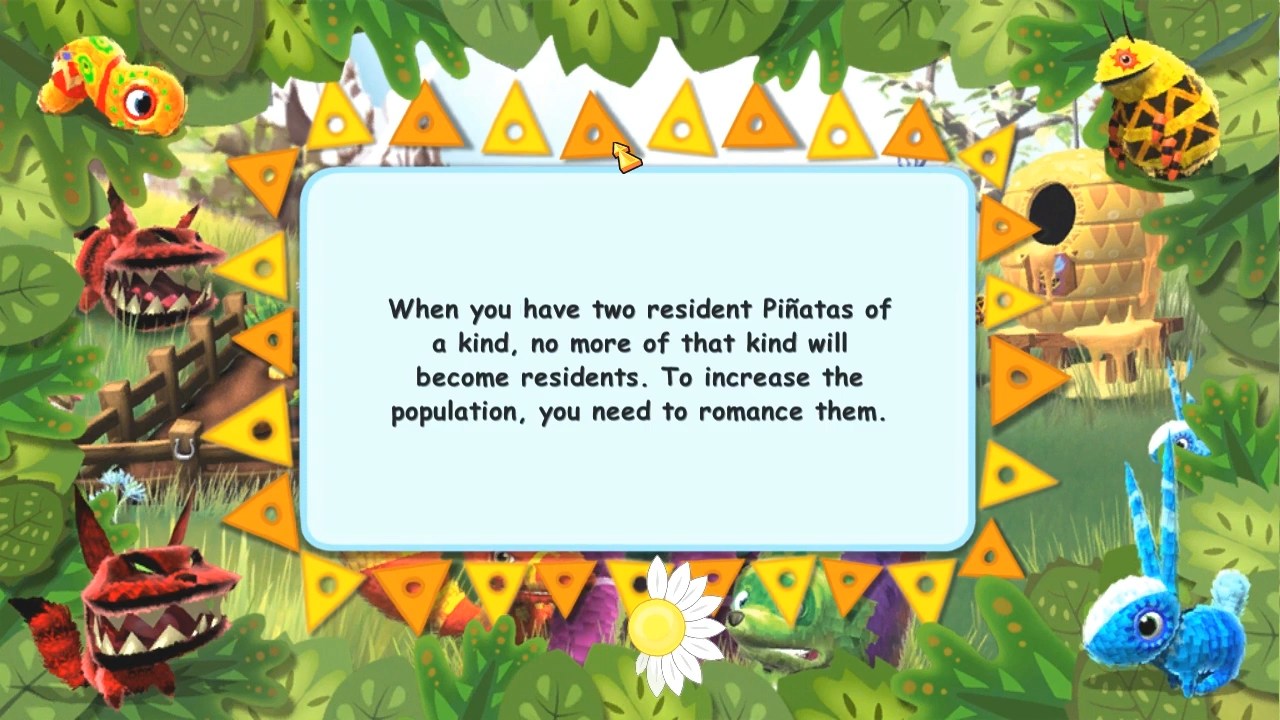 When you have two resident Piñatas of
a kind, no more of that kind will
become residents. To increase the
population, you need to romance them.